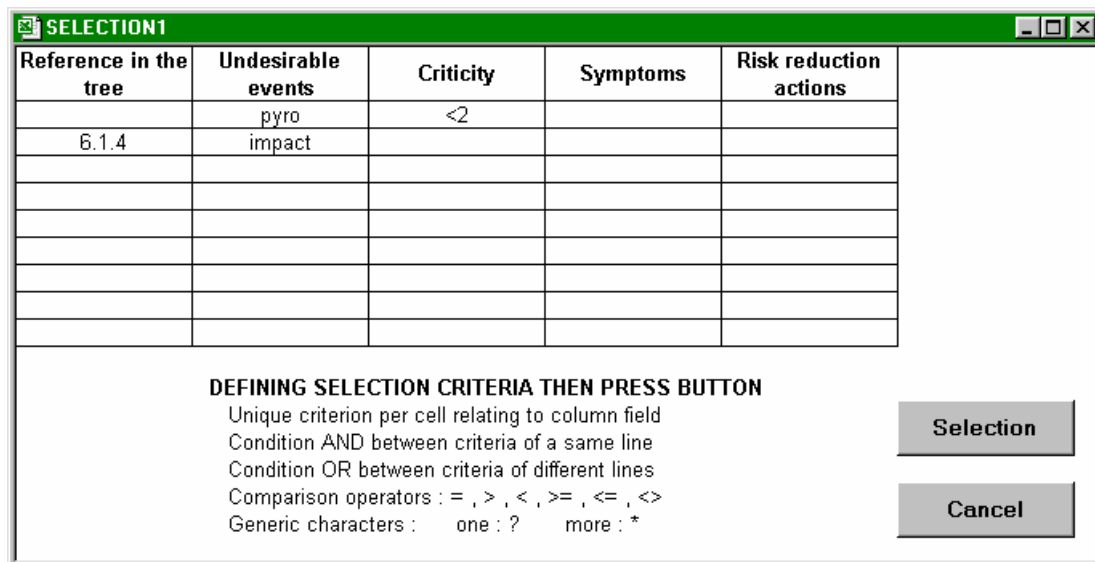 SELECTION1
Reference in the tree Undesirable events Criticity Symptoms Risk reduction actions
pyro <2
6.1.4 impact
DEFINING SELECTION CRITERIA THEN PRESS BUTTON
Unique criterion per cell relating to column field
Condition AND between criteria of a same line
Condition OR between criteria of different lines
Comparison operators : = , > , < , >= , <= , <>
Generic characters : one : ? more : *
Selection
Cancel